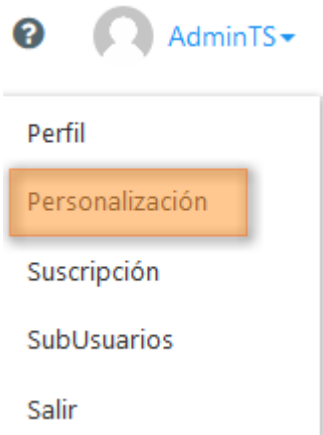 ? AdminTS
Perfil
Personalización
Suscripción
SubUsuarios
Salir